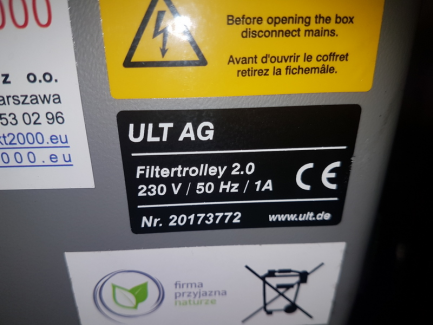 000
z o.o.
arszawa
53 02 96
kt2000.eu
000.eu
Before opening the box
disconnect mains.
Avant d'ouvrir le coffret
retirez la fichemâle.
ULT AG
Filtertrolley 2.0
230 V / 50 Hz / 1A
CE
Nr. 20173772
www.ult.de
firma
przyjazna
naturze